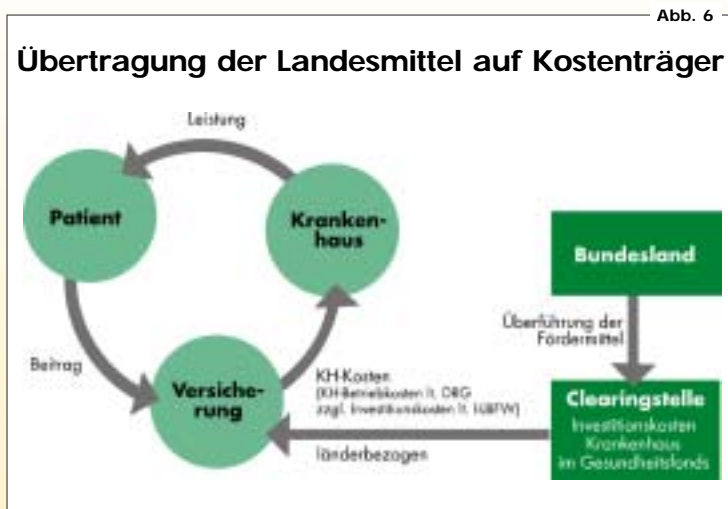 Abb. 6
Übertragung der Landesmittel auf Kostenträger
Leistung
Patient
Kranken-
haus
Bundesland
Überführung der
Fördermittel
Beitrag
Versiche-
rung
KH-Kosten
(KH-Betriebskosten lt. DRG
zzgl. Investitionskosten lt.
Clearingstelle
Investitionskosten
Krankenhaus
im Gesundheitsfonds
länderbezogen